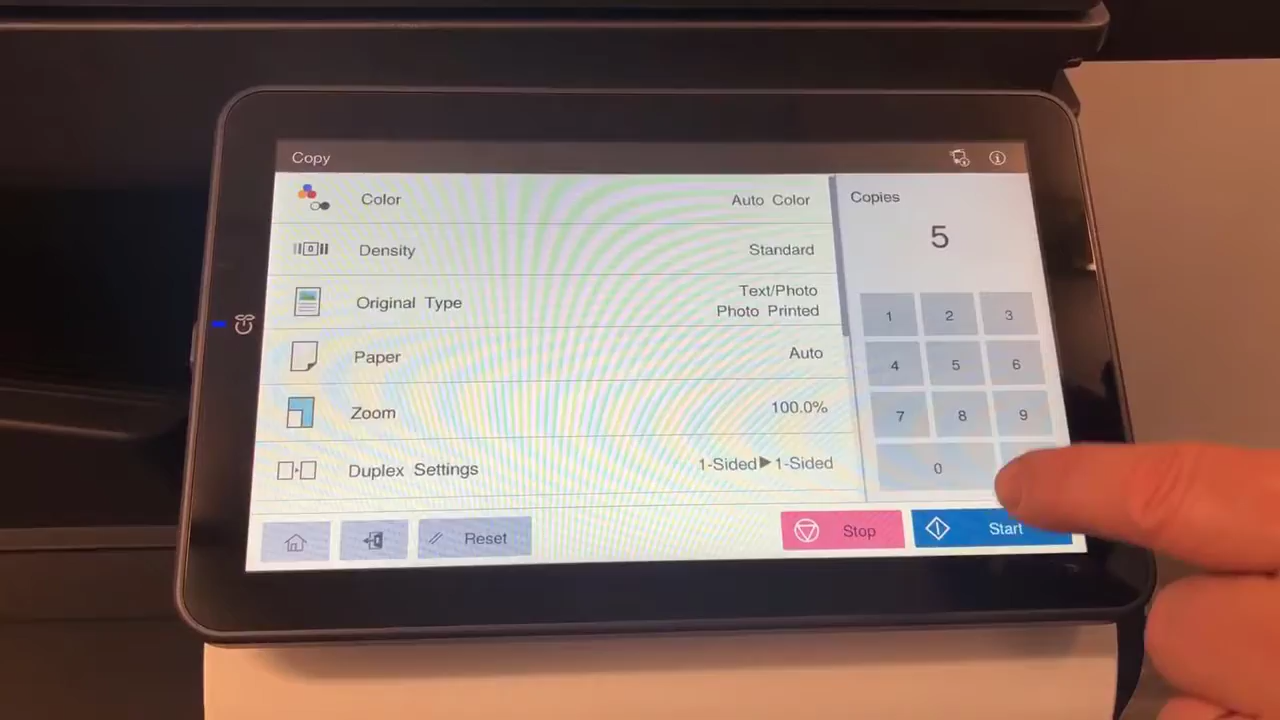 Copy
Color Auto Color
Density Standard
Original Type Text/Photo
Photo Printed
Paper Auto
Zoom 100.0%
Duplex Settings 1-Sided▶1-Sided
Reset
Stop
Start
Copies
5
1 2 3
4 5 6
7 8 9
0